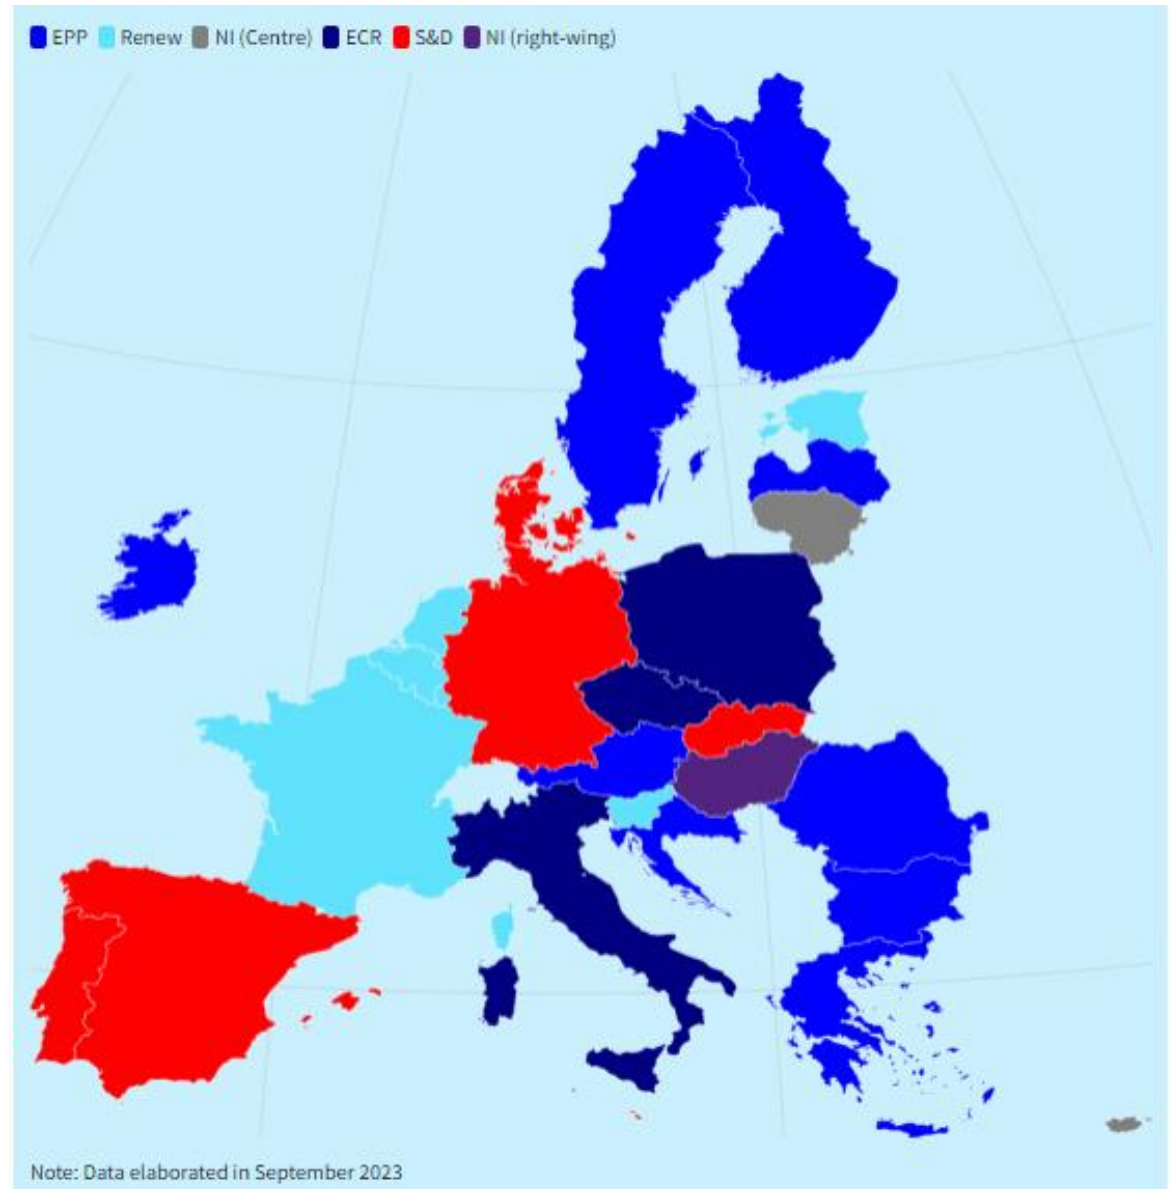 EPP Renew NI (Centre) ECR S&D NI (right-wing)
Note: Data elaborated in September 2023